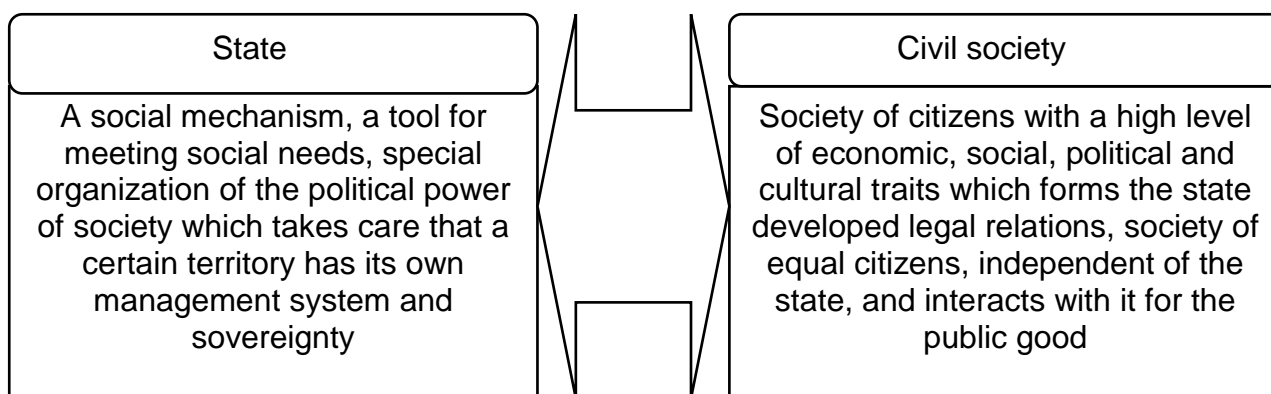 State
A social mechanism, a tool for
meeting social needs, special
organization of the political power
of society which takes care that a
certain territory has its own
management system and
sovereignty
Civil society
Society of citizens with a high level
of economic, social, political and
cultural traits which forms the state
developed legal relations, society of
equal citizens, independent of the
state, and interacts with it for the
public good